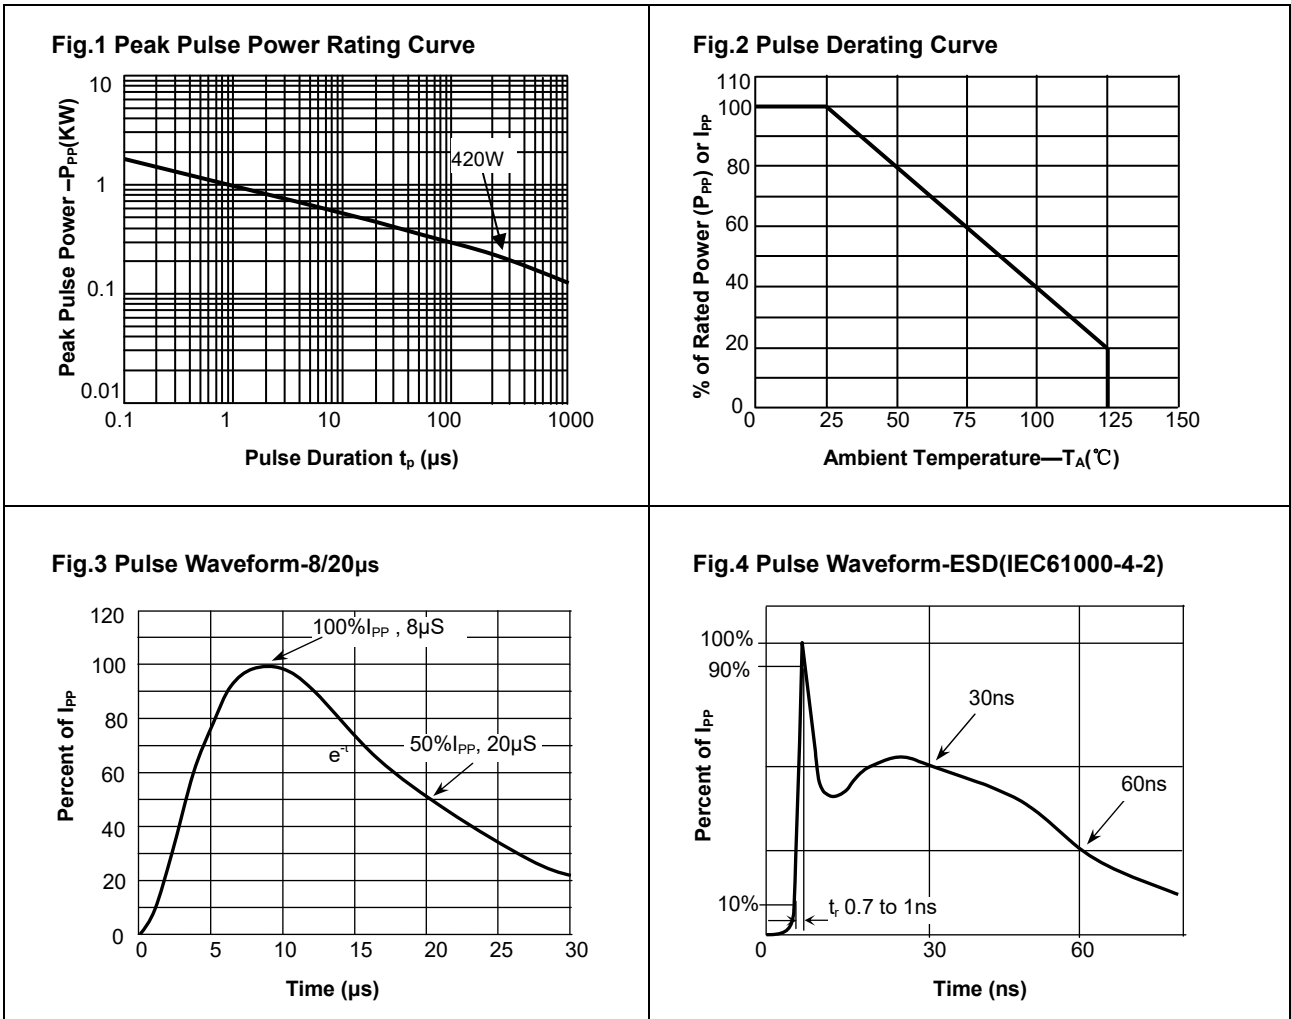 Fig.1 Peak Pulse Power Rating Curve
Peak Pulse Power –PPP(KW)
10
1
0.1
0.01
420W
0.1 1 10 100 1000
Pulse Duration tp (µs)
Fig.2 Pulse Derating Curve
% of Rated Power (PPP) or IPP
110
100
80
60
40
20
0
0 25 50 75 100 125 150
Ambient Temperature—TA(℃)
Fig.3 Pulse Waveform-8/20µs
Percent of IPP
120
100
80
60
40
20
0
100%IPP , 8µS
e-t
50%IPP, 20µS
0 5 10 15 20 25 30
Time (µs)
Fig.4 Pulse Waveform-ESD(IEC61000-4-2)
Percent of IPP
100%
90%
10%
30ns
60ns
tr 0.7 to 1ns
0 30 60
Time (ns)